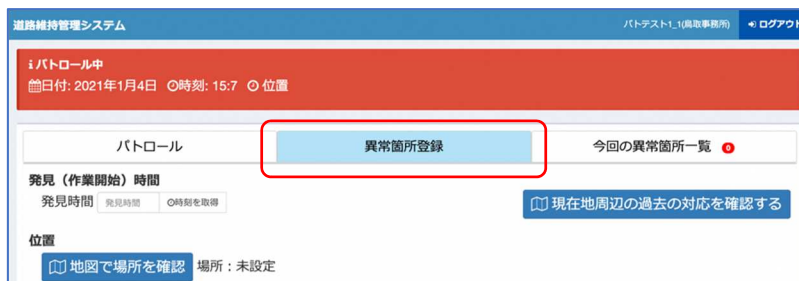 道路維持管理システム パトテスト1_1(鳥取事務所) ログアウト
パトロール中
日付: 2021年1月4日 時刻: 15:7 位置
パトロール 異常箇所登録 今回の異常箇所一覧 0
発見（作業開始）時間
発見時間 発見時間 時刻を取得 現在地周辺の過去の対応を確認する
位置
地図で場所を確認 場所：未設定